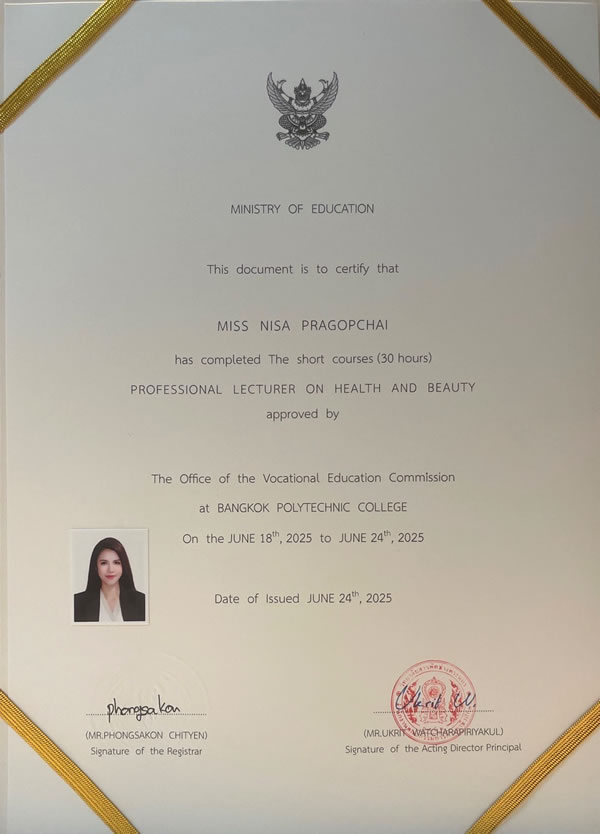 MINISTRY OF EDUCATION
This document is to certify that
MISS NISA PRAGOPCHAI
has completed The short courses (30 hours)
PROFESSIONAL LECTURER ON HEALTH AND BEAUTY
approved by
The Office of the Vocational Education Commission
at BANGKOK POLYTECHNIC COLLEGE
On the JUNE 18th, 2025 to JUNE 24th, 2025
Date of Issued JUNE 24th, 2025
phongsakon
(MR.PHONGSAKON CHITYEN)
Signature of the Registrar
Ukrit W.
(MR.UKRIT WATCHARAPIRIYAKUL)
Signature of the Acting Director Principal